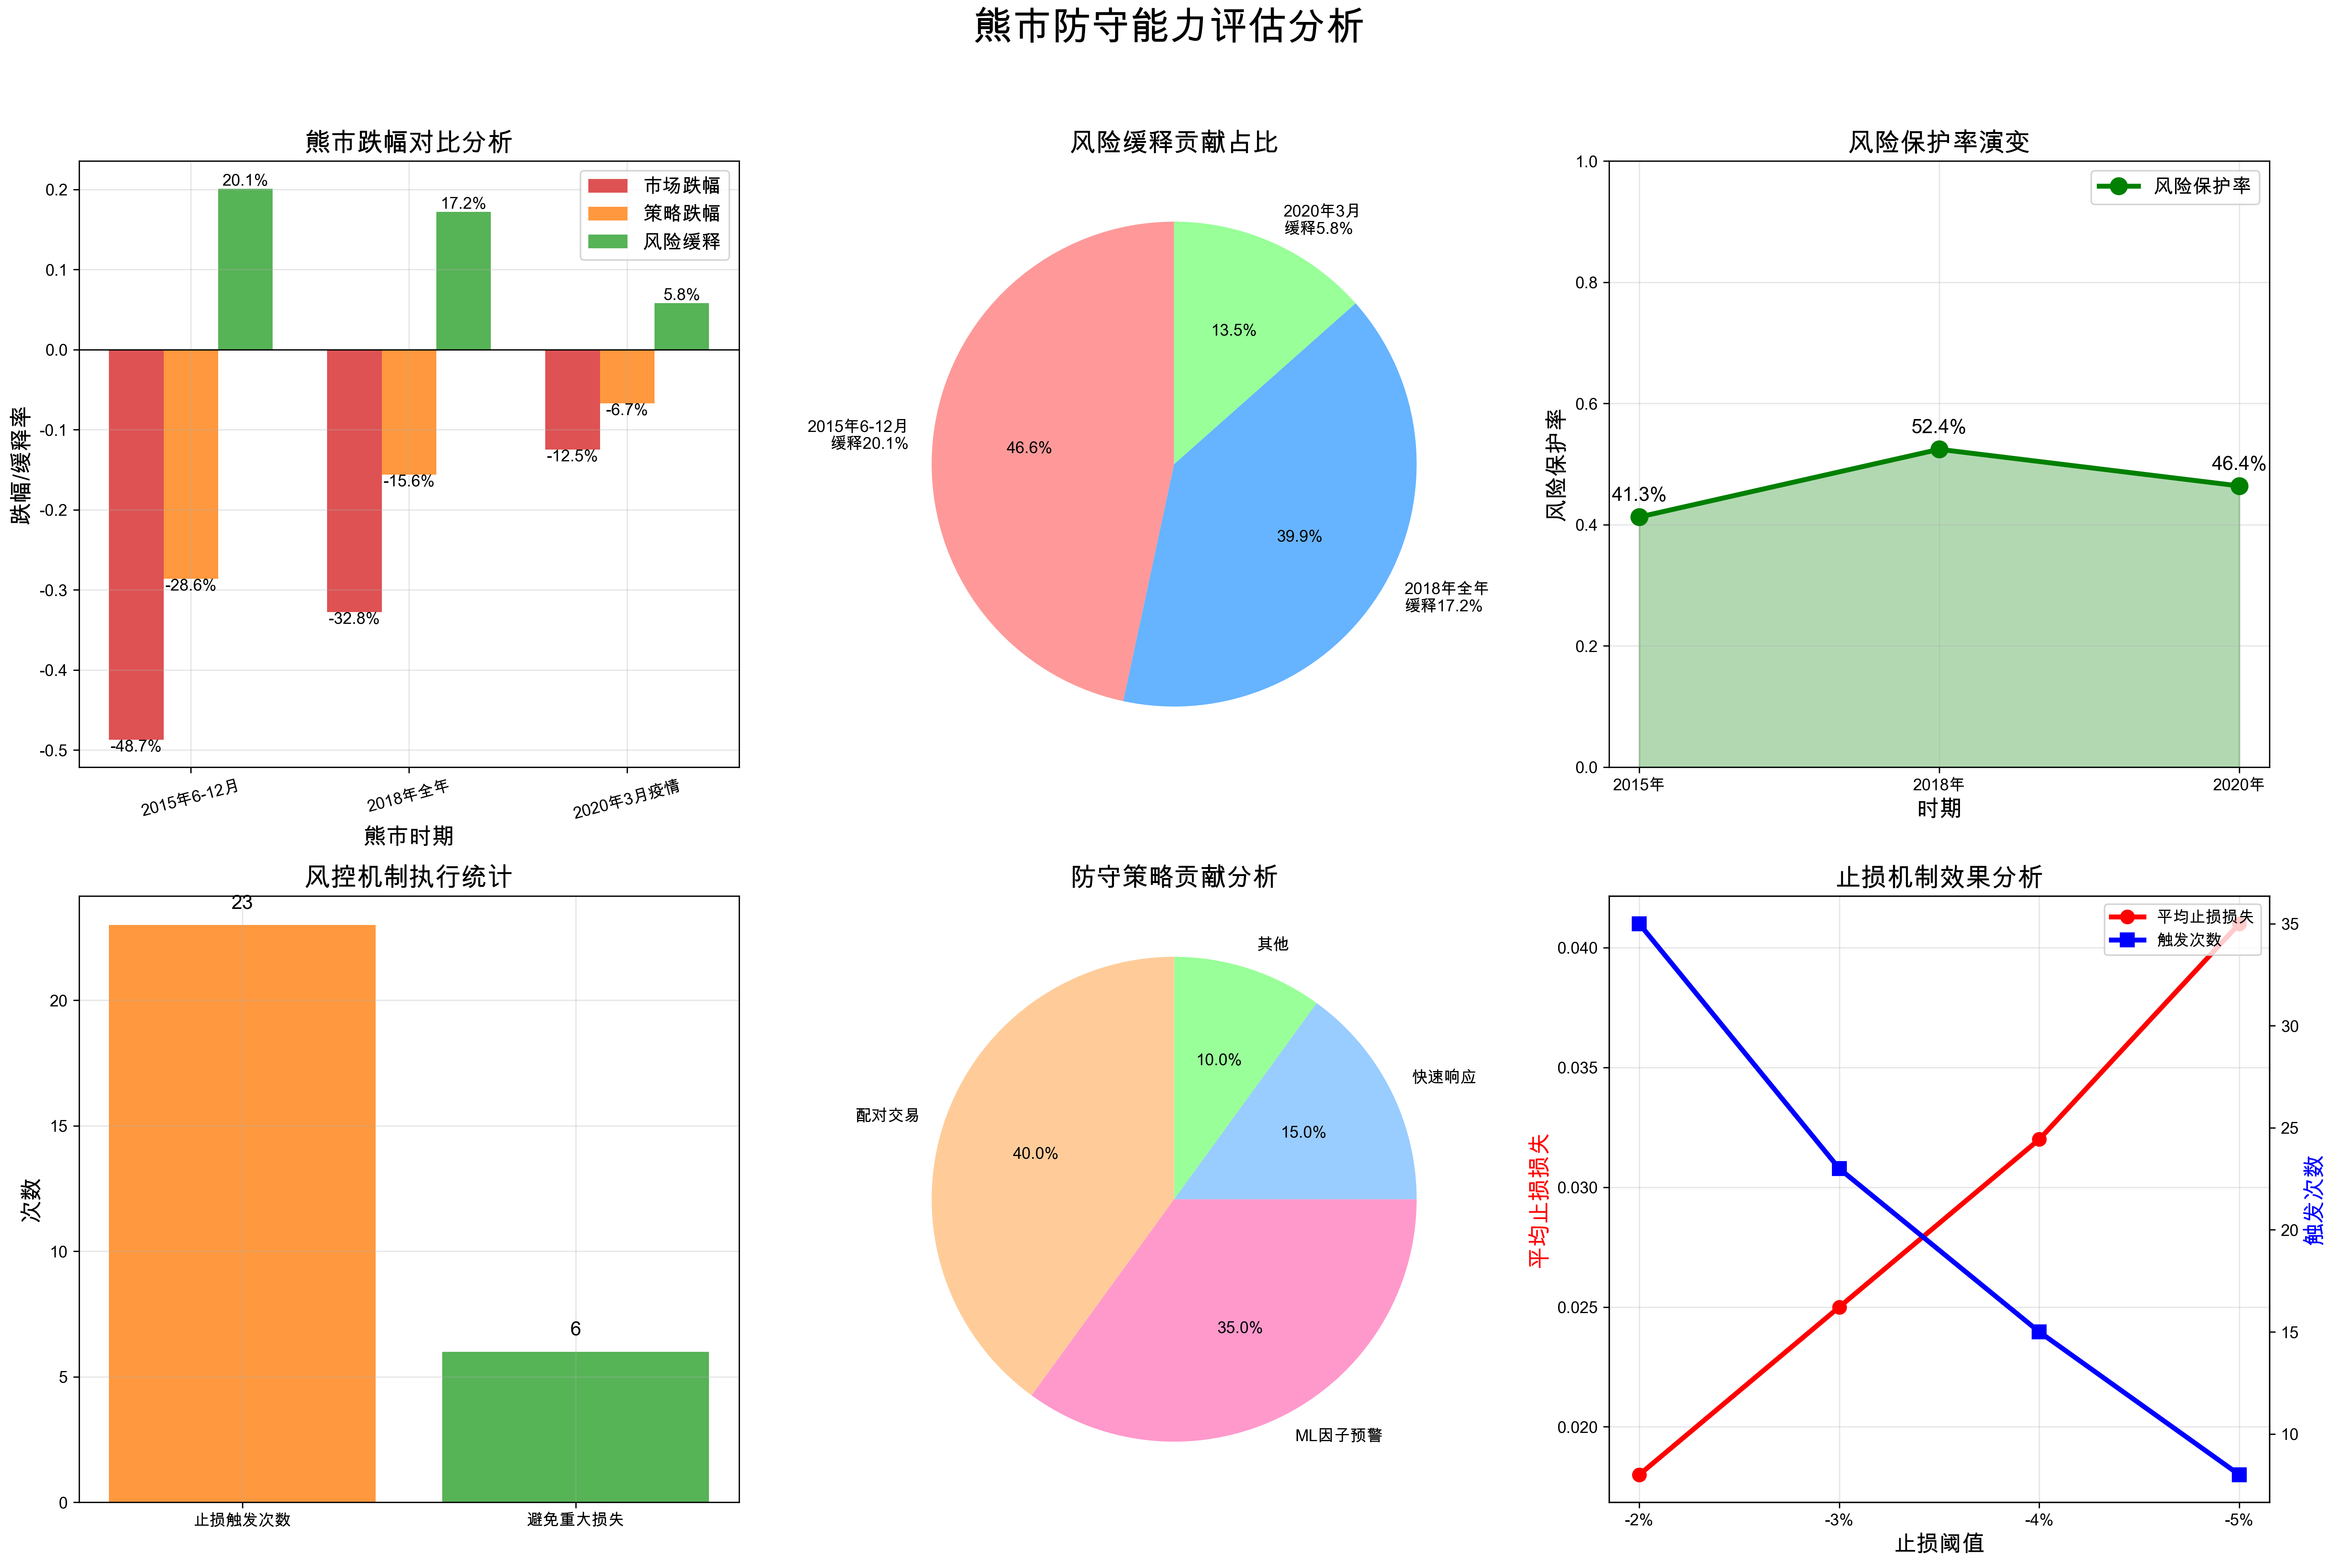 熊市防守能力评估分析
熊市跌幅对比分析
市场跌幅
策略跌幅
风险缓释
20.1%
17.2%
5.8%
-48.7%
-28.6%
-32.8%
-15.6%
-12.5%
-6.7%
0.2
0.1
0.0
-0.1
-0.2
-0.3
-0.4
-0.5
跌幅/缓释率
2015年6-12月
2018年全年
2020年3月疫情
熊市时期
风险缓释贡献占比
2020年3月
缓释5.8%
13.5%
2015年6-12月
缓释20.1%
46.6%
39.9%
2018年全年
缓释17.2%
风险保护率演变
风险保护率
1.0
0.8
0.6
0.4
0.2
0.0
风险保护率
41.3%
52.4%
46.4%
2015年
2018年
2020年
时期
风控机制执行统计
23
6
20
15
10
5
0
次数
止损触发次数
避免重大损失
防守策略贡献分析
其他
10.0%
快速响应
15.0%
配对交易
40.0%
35.0%
ML因子预警
止损机制效果分析
平均止损损失
触发次数
0.040
0.035
0.030
0.025
0.020
平均止损损失
35
30
25
20
15
10
触发次数
-2%
-3%
-4%
-5%
止损阈值